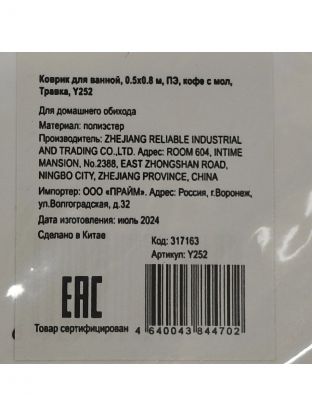 Коврик для ванной, 0.5х0.8 м, ПЭ, кофе с мол,
Травка, Y252
Для домашнего обихода
Материал: полиэстер
Производитель: ZHEJIANG RELIABLE INDUSTRIAL
AND TRADING CO.,LTD. Адрес: ROOM 604, INTIME
MANSION, No.2388, EAST ZHONGSHAN ROAD,
NINGBO CITY, ZHEJIANG PROVINCE, CHINA
Импортер: ООО «ПРАЙМ». Адрес: Россия, г.Воронеж,
ул.Волгоградская, д.32
Дата изготовления: июль 2024
Сделано в Китае
Код: 317163
Артикул: Y252
EAC
Товар сертифицирован
4 640043 844702